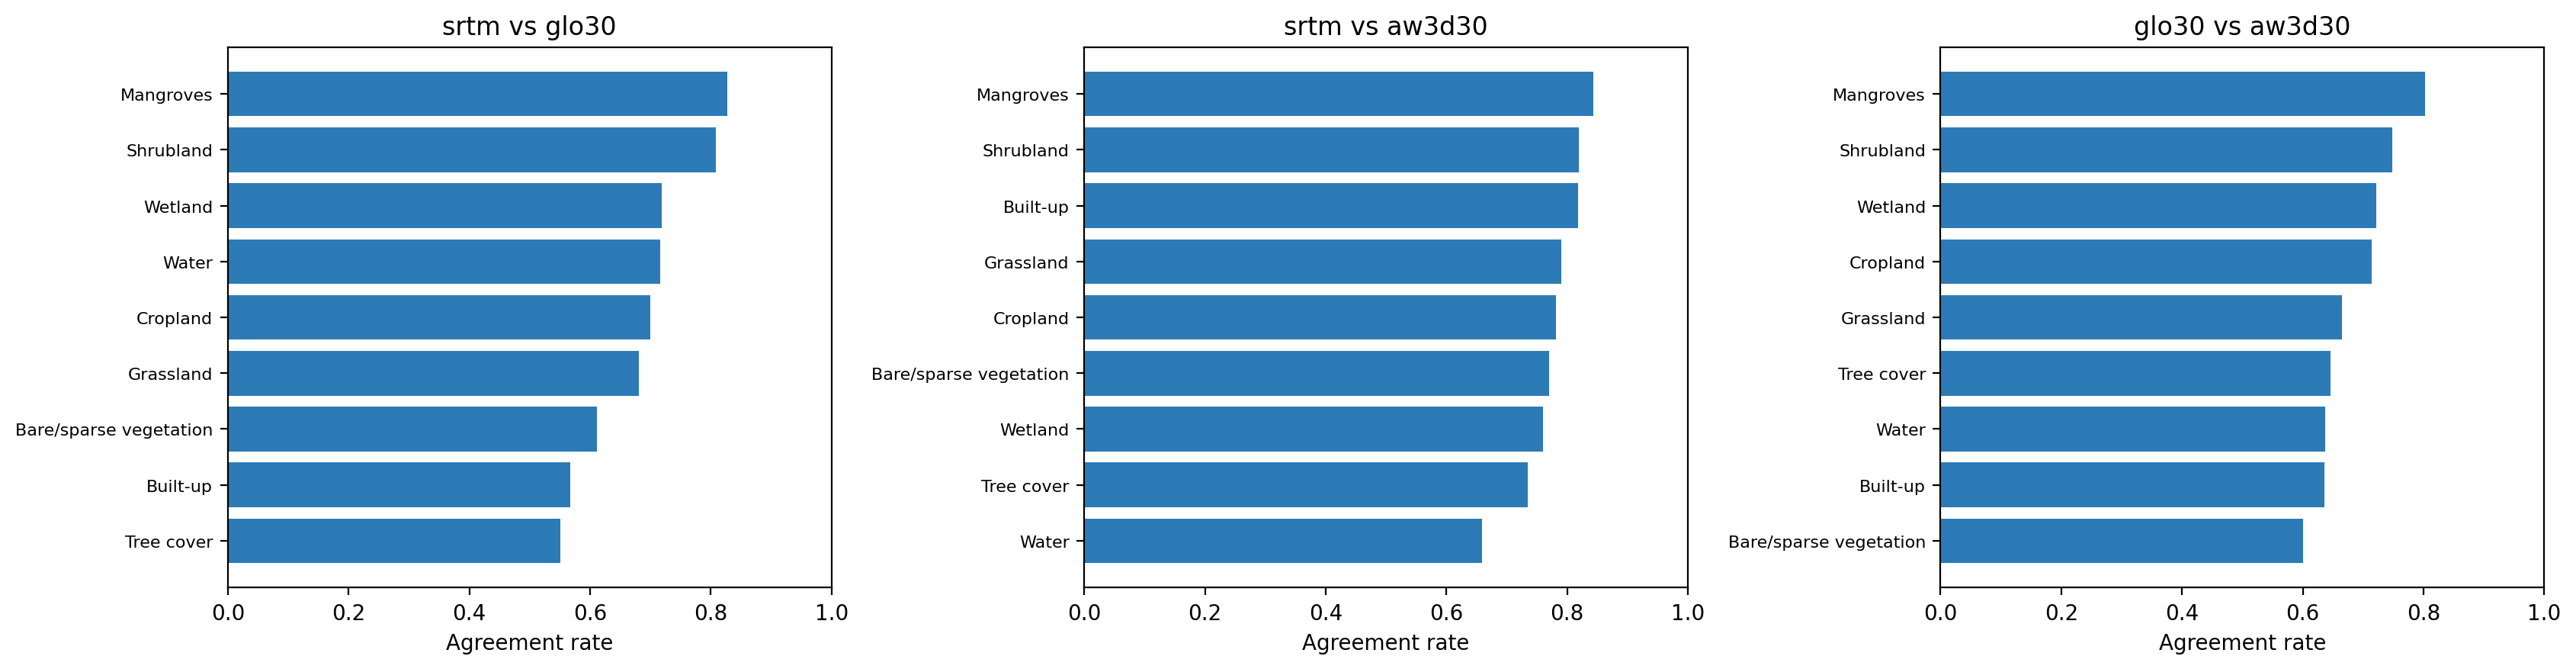 srtm vs glo30
Mangroves
Shrubland
Wetland
Water
Cropland
Grassland
Bare/sparse vegetation
Built-up
Tree cover
0.0 0.2 0.4 0.6 0.8 1.0
Agreement rate
srtm vs aw3d30
Mangroves
Shrubland
Built-up
Grassland
Cropland
Bare/sparse vegetation
Wetland
Tree cover
Water
0.0 0.2 0.4 0.6 0.8 1.0
Agreement rate
glo30 vs aw3d30
Mangroves
Shrubland
Wetland
Cropland
Grassland
Tree cover
Water
Built-up
Bare/sparse vegetation
0.0 0.2 0.4 0.6 0.8 1.0
Agreement rate